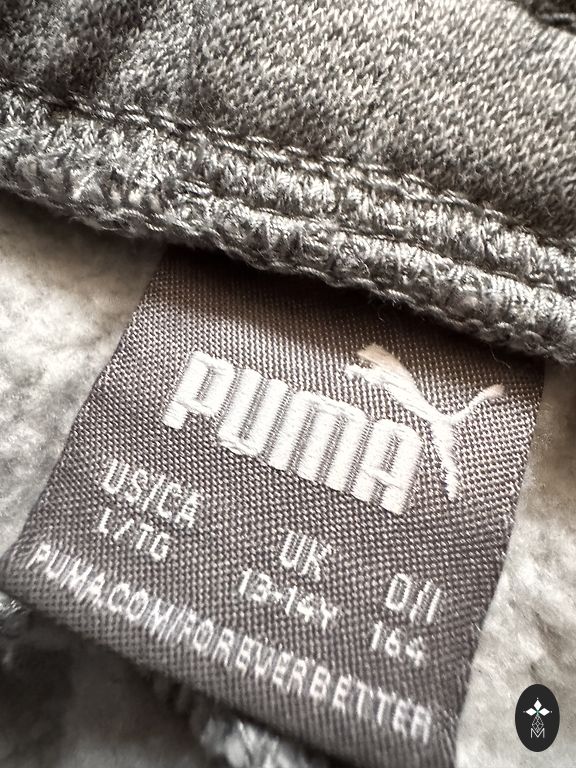 PUMA
US/CA UK D/I
L/TG 13-14Y 164
PUMA.COM/FOREVERBETTER
M